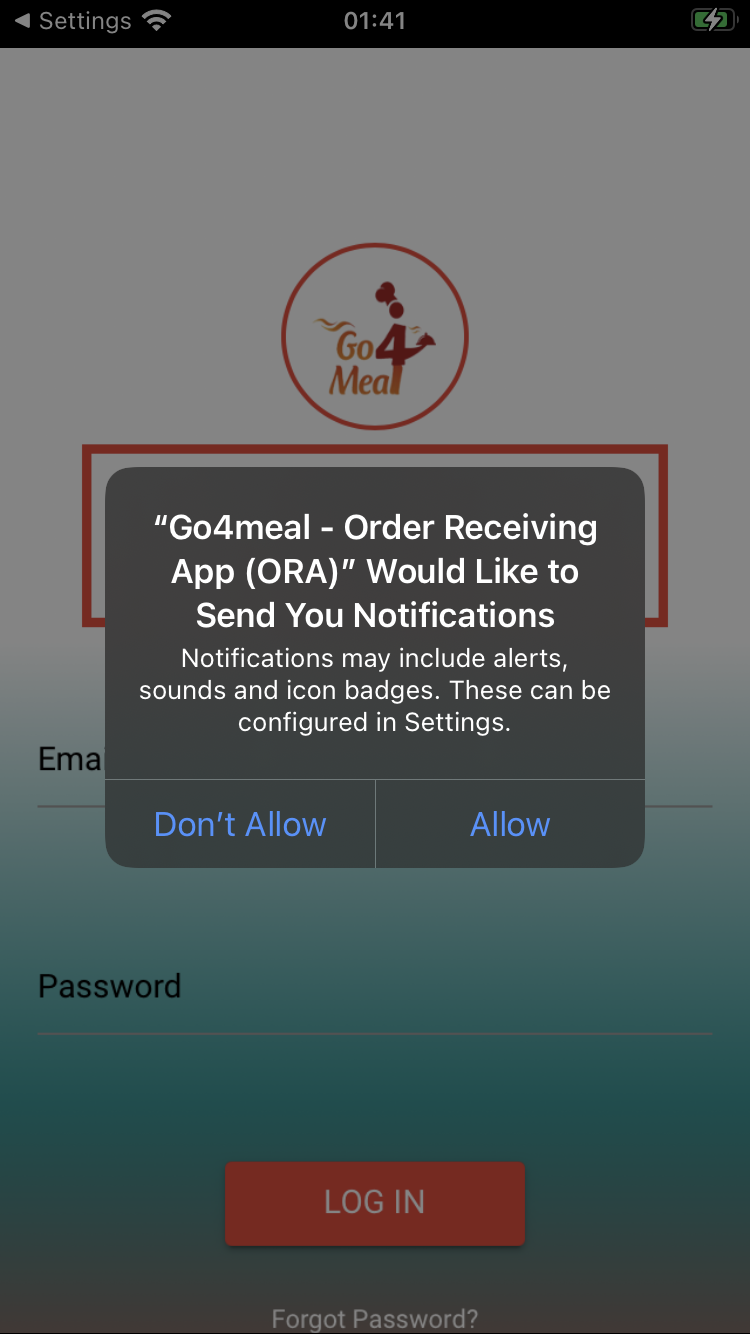 ◀ Settings 01:41
Go4
Meal
“Go4meal - Order Receiving
App (ORA)” Would Like to
Send You Notifications
Notifications may include alerts,
sounds and icon badges. These can be
configured in Settings.
Emai
Don’t Allow Allow
Password
LOG IN
Forgot Password?